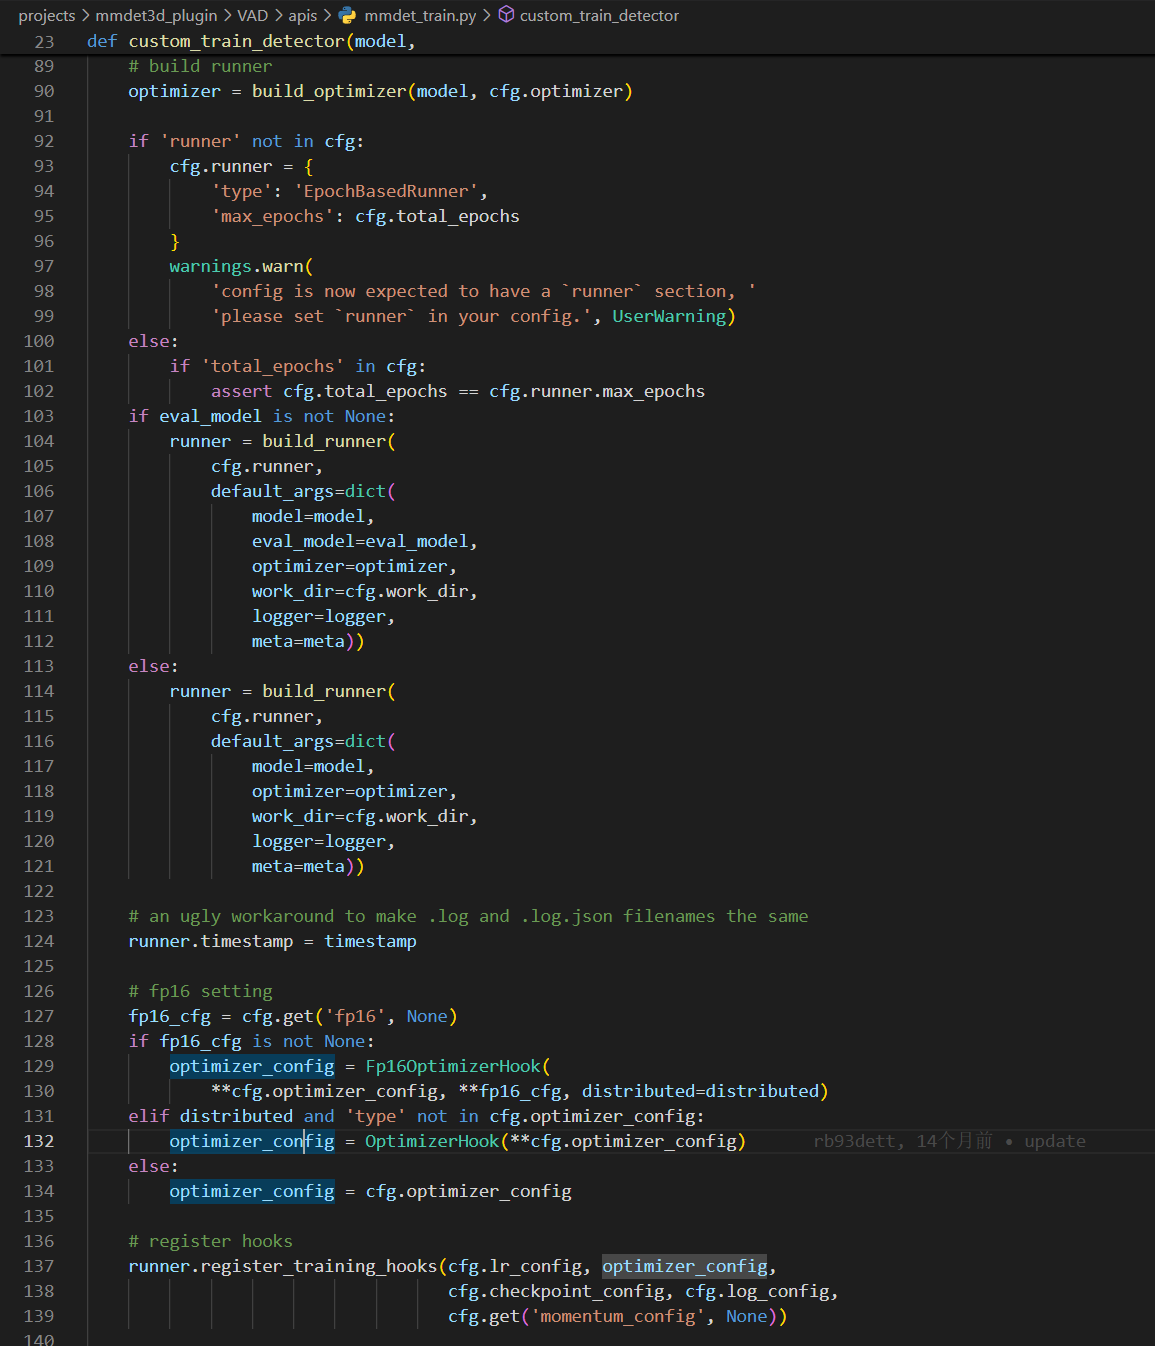 projects > mmdet3d_plugin > VAD > apis > mmdet_train.py > custom_train_detector
23 def custom_train_detector(model,
89 # build runner
90 optimizer = build_optimizer(model, cfg.optimizer)
91
92 if 'runner' not in cfg:
93 cfg.runner = {
94 'type': 'EpochBasedRunner',
95 'max_epochs': cfg.total_epochs
96 }
97 warnings.warn(
98 'config is now expected to have a `runner` section, '
99 'please set `runner` in your config.', UserWarning)
100 else:
101 if 'total_epochs' in cfg:
102 assert cfg.total_epochs == cfg.runner.max_epochs
103 if eval_model is not None:
104 runner = build_runner(
105 cfg.runner,
106 default_args=dict(
107 model=model,
108 eval_model=eval_model,
109 optimizer=optimizer,
110 work_dir=cfg.work_dir,
111 logger=logger,
112 meta=meta))
113 else:
114 runner = build_runner(
115 cfg.runner,
116 default_args=dict(
117 model=model,
118 optimizer=optimizer,
119 work_dir=cfg.work_dir,
120 logger=logger,
121 meta=meta))
122
123 # an ugly workaround to make .log and .log.json filenames the same
124 runner.timestamp = timestamp
125
126 # fp16 setting
127 fp16_cfg = cfg.get('fp16', None)
128 if fp16_cfg is not None:
129 optimizer_config = Fp16OptimizerHook(
130 **cfg.optimizer_config, **fp16_cfg, distributed=distributed)
131 elif distributed and 'type' not in cfg.optimizer_config:
132 optimizer_config = OptimizerHook(**cfg.optimizer_config) rb93dett, 14个月前 • update
133 else:
134 optimizer_config = cfg.optimizer_config
135
136 # register hooks
137 runner.register_training_hooks(cfg.lr_config, optimizer_config,
138 cfg.checkpoint_config, cfg.log_config,
139 cfg.get('momentum_config', None))
140